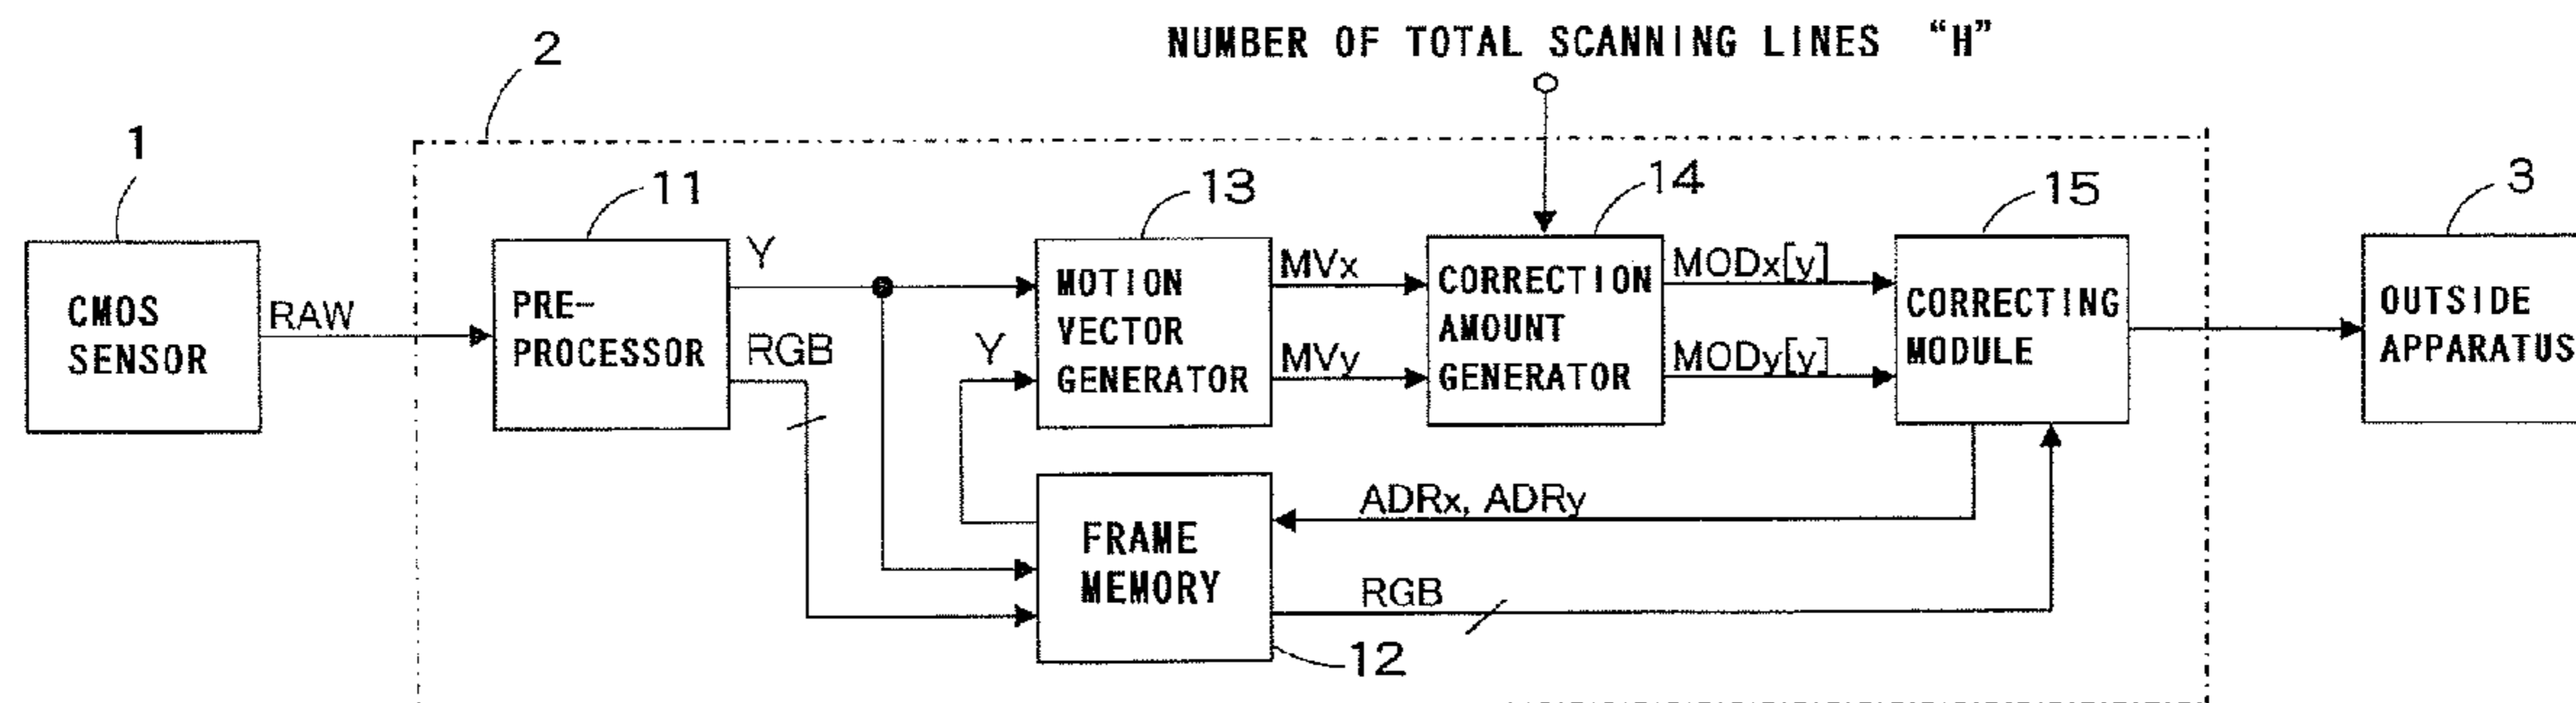 NUMBER OF TOTAL SCANNING LINES “H”
2
1
11
13
14
15
3
CMOS
SENSOR
RAW
PRE-
PROCESSOR
Y
RGB
Y
MOTION
VECTOR
GENERATOR
MVx
MVy
CORRECTION
AMOUNT
GENERATOR
MODx[y]
MODy[y]
CORRECTING
MODULE
OUTSIDE
APPARATUS
FRAME
MEMORY
ADRx, ADRy
RGB
12